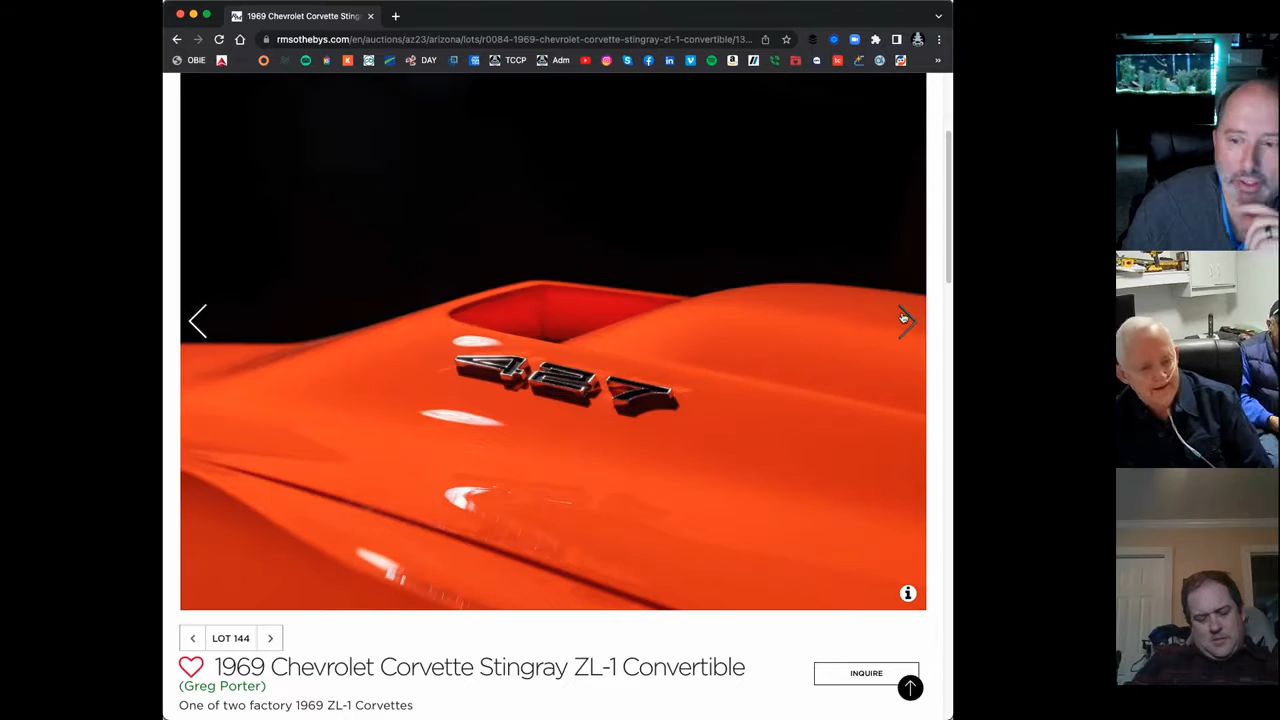 1969 Chevrolet Corvette Sting
rmsothebys.com/en/auctions/az23/arizona/lots/r0084-1969-chevrolet-corvette-stingray-zl-1-convertible/13...
OBIE
DAY
TCCP
Adm
»
427
LOT 144
1969 Chevrolet Corvette Stingray ZL-1 Convertible
INQUIRE
(Greg Porter)
One of two factory 1969 ZL-1 Corvettes